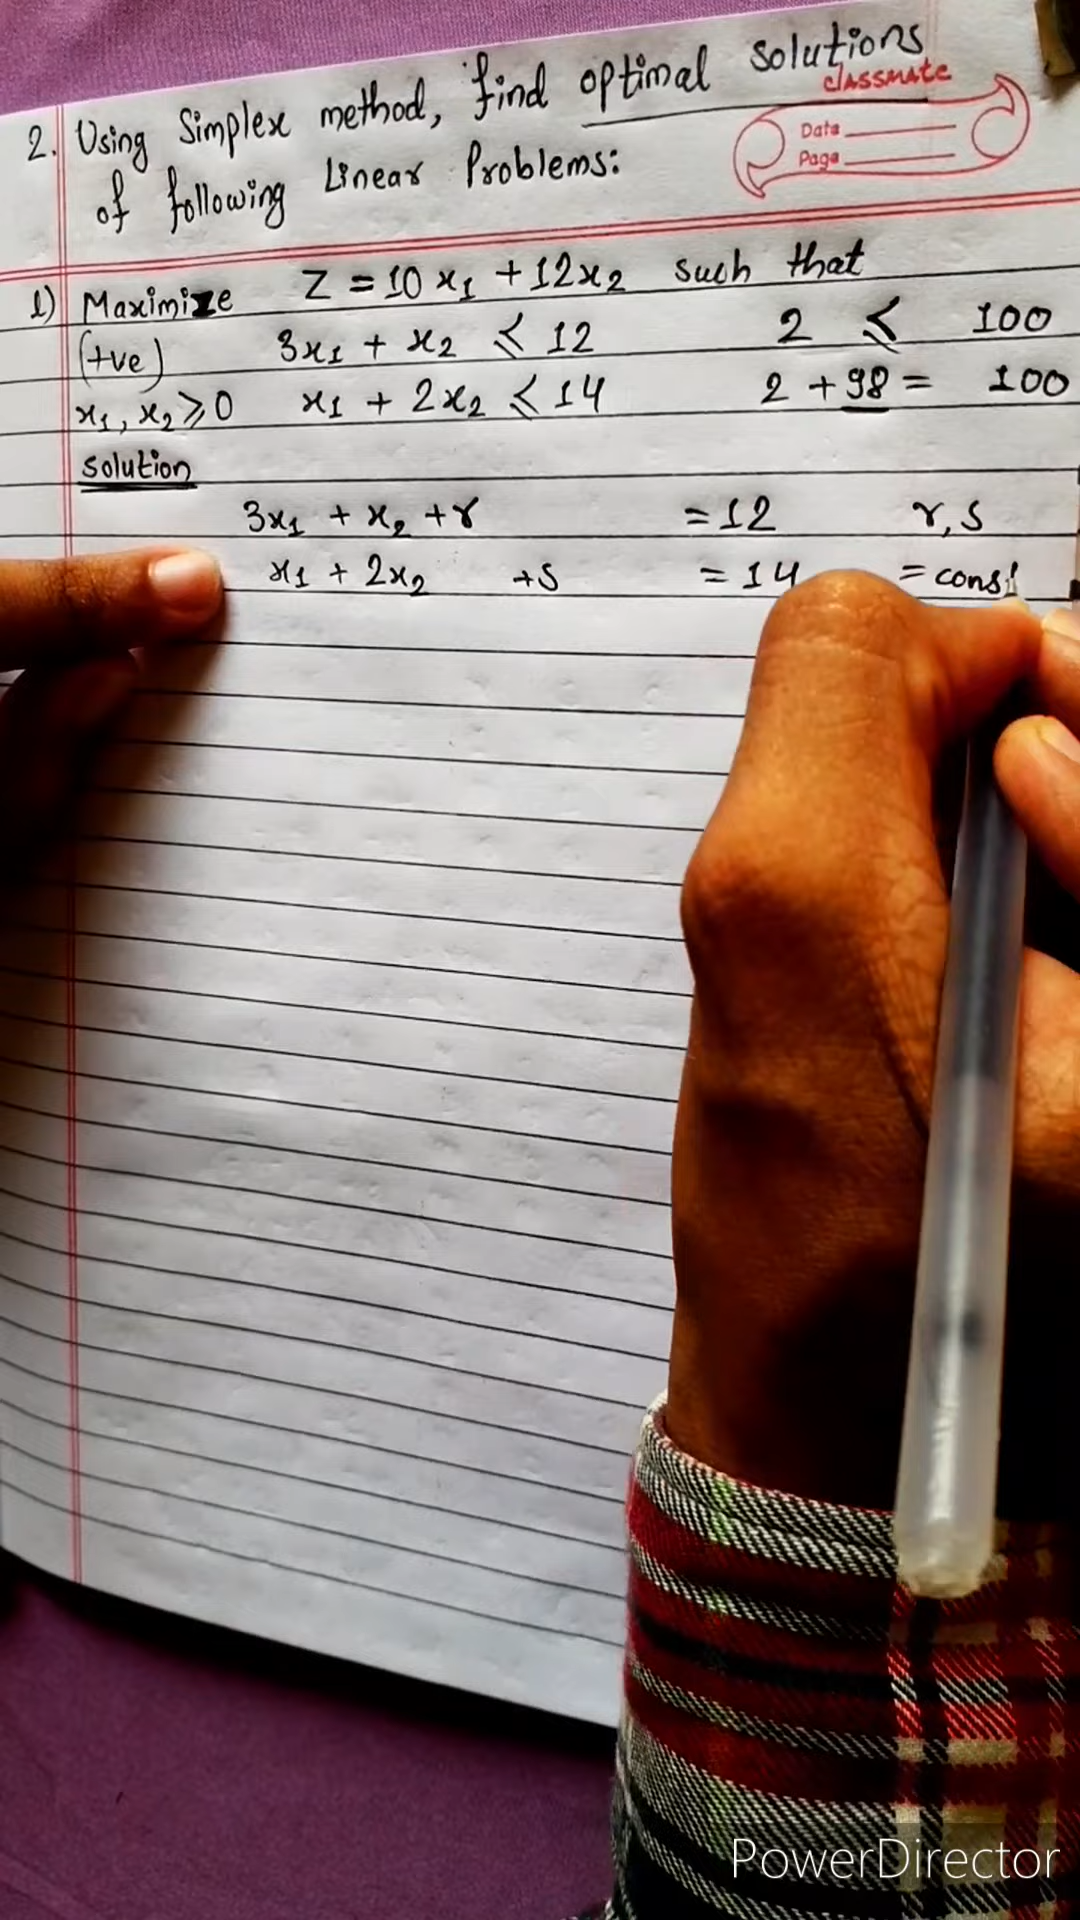 2. Using Simplex method, find optimal solutions
classmate
Date
Page
of following Linear Problems:
1) Maximize Z = 10x₁ + 12x₂ such that
(+ve) 3x₁ + x₂ ≤ 12 2 ≤ 100
x₁, x₂ ≥ 0 x₁ + 2x₂ ≤ 14 2 + 98 = 100
solution
3x₁ + x₂ + r = 12 r, s
x₁ + 2x₂ + s = 14 = cons
PowerDirector